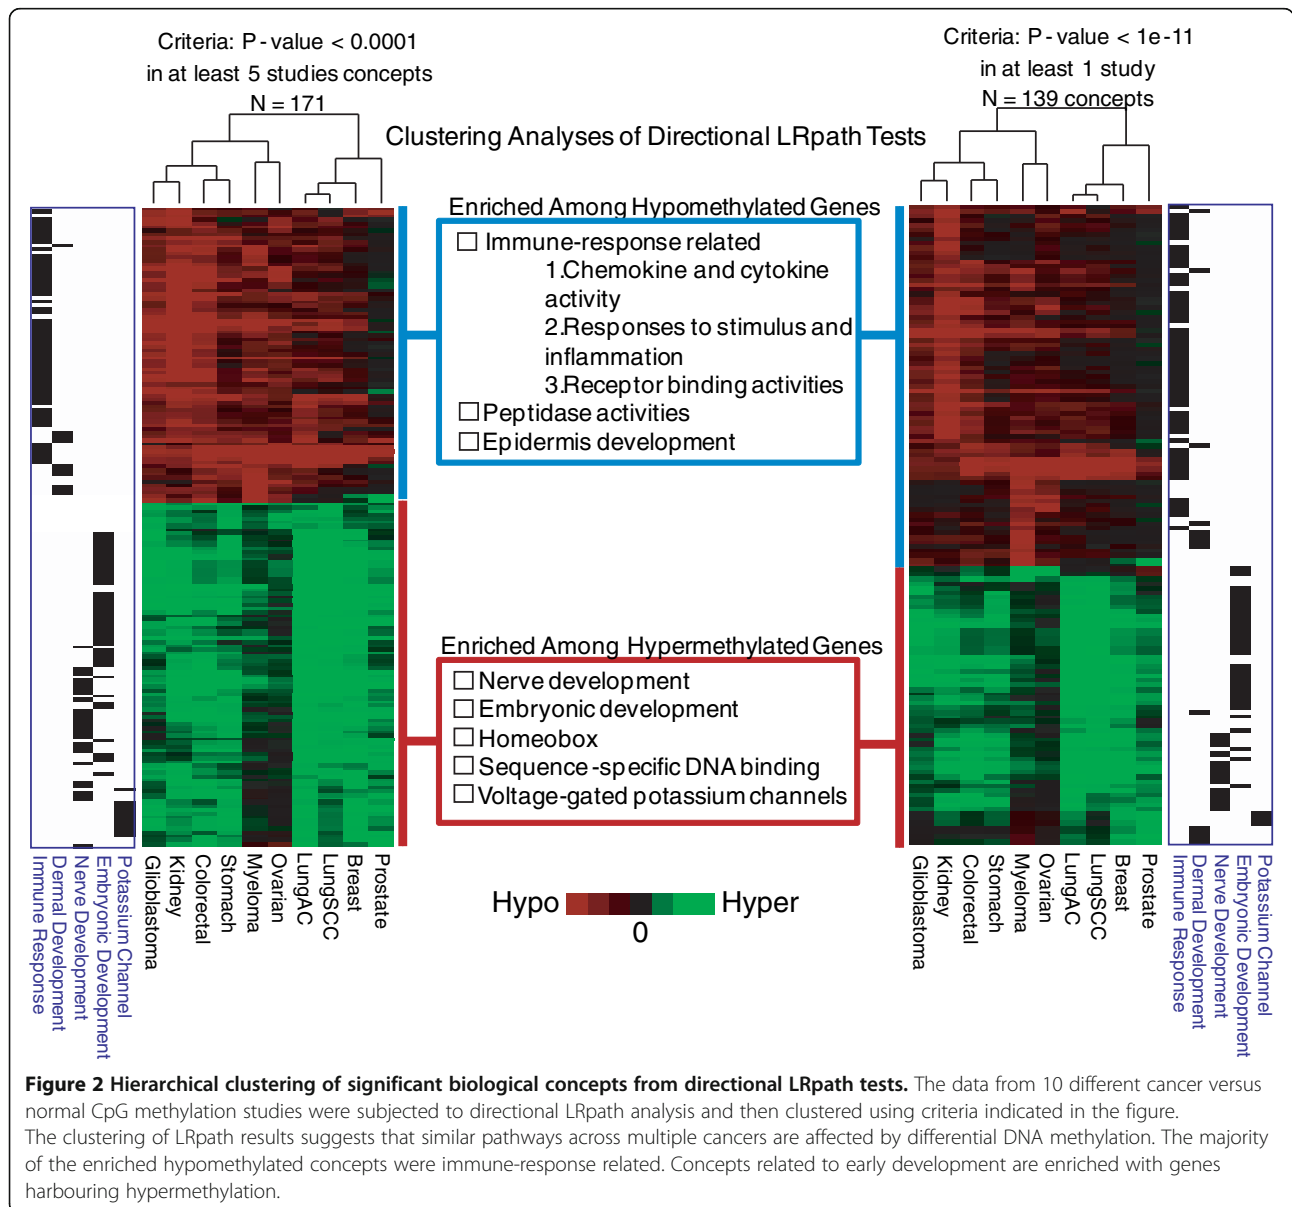 Criteria: P-value < 0.0001
in at least 5 studies concepts
N = 171
Criteria: P-value < 1e-11
in at least 1 study
N = 139 concepts
Clustering Analyses of Directional LRpath Tests
Enriched Among Hypomethylated Genes
Immune-response related
1.Chemokine and cytokine
activity
2.Responses to stimulus and
inflammation
3.Receptor binding activities
Peptidase activities
Epidermis development
Enriched Among Hypermethylated Genes
Nerve development
Embryonic development
Homeobox
Sequence-specific DNA binding
Voltage-gated potassium channels
Hypo
Hyper
0
Immune Response
Dermal Development
Nerve Development
Embryonic Development
Potassium Channel
Glioblastoma
Kidney
Colorectal
Stomach
Myeloma
Ovarian
LungAC
LungSCC
Breast
Prostate
Glioblastoma
Kidney
Colorectal
Stomach
Myeloma
Ovarian
LungAC
LungSCC
Breast
Prostate
Immune Response
Dermal Development
Nerve Development
Embryonic Development
Potassium Channel
Figure 2 Hierarchical clustering of significant biological concepts from directional LRpath tests. The data from 10 different cancer versus
normal CpG methylation studies were subjected to directional LRpath analysis and then clustered using criteria indicated in the figure.
The clustering of LRpath results suggests that similar pathways across multiple cancers are affected by differential DNA methylation. The majority
of the enriched hypomethylated concepts were immune-response related. Concepts related to early development are enriched with genes
harbouring hypermethylation.